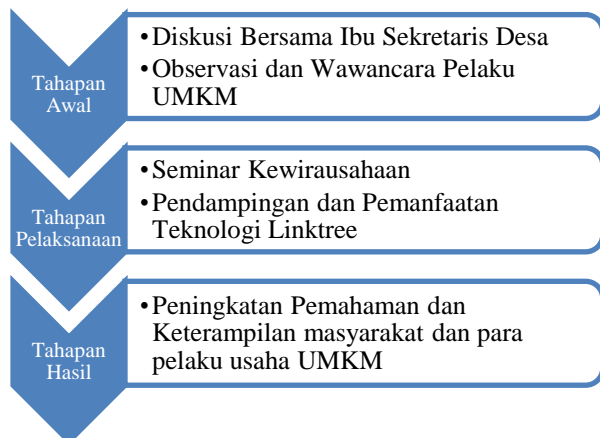 Tahapan
Awal
•Diskusi Bersama Ibu Sekretaris Desa
•Observasi dan Wawancara Pelaku
UMKM
Tahapan
Pelaksanaan
•Seminar Kewirausahaan
•Pendampingan dan Pemanfaatan
Teknologi Linktree
Tahapan
Hasil
•Peningkatan Pemahaman dan
Keterampilan masyarakat dan para
pelaku usaha UMKM